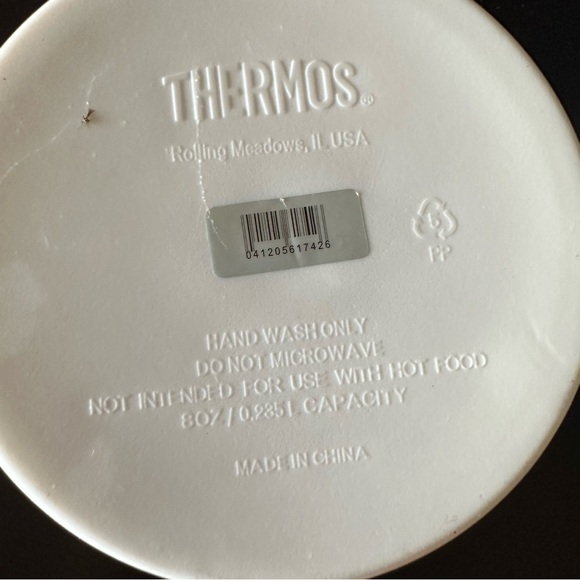 THERMOS®
Rolling Meadows, IL USA
041205617426
5
PP
HAND WASH ONLY
DO NOT MICROWAVE
NOT INTENDED FOR USE WITH HOT FOOD
8OZ / 0.235 L CAPACITY
MADE IN CHINA